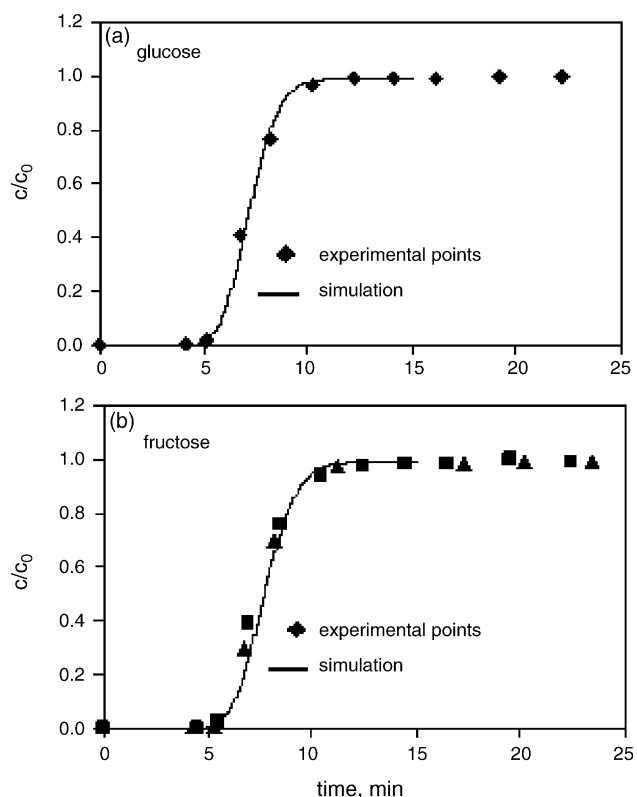 (a)
glucose
1.2
1.0
0.8
0.6
0.4
0.2
0.0
c/c0
experimental points
simulation
0 5 10 15 20 25
(b)
fructose
1.2
1.0
0.8
0.6
0.4
0.2
0.0
c/c0
experimental points
simulation
0 5 10 15 20 25
time, min